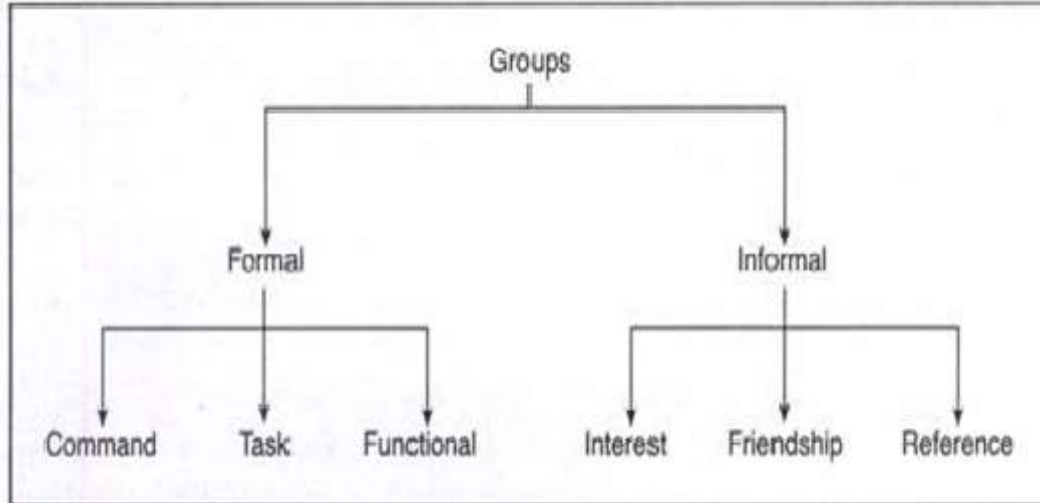 Groups
Formal Informal
Command Task Functional Interest Friendship Reference